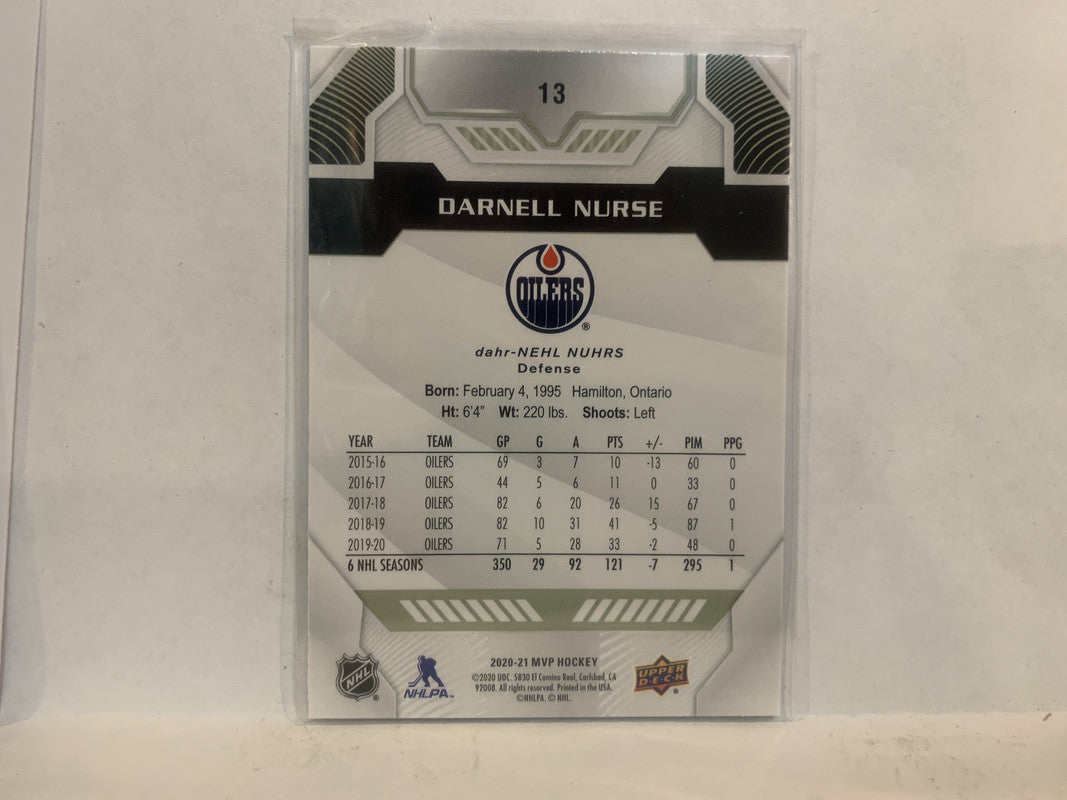 13
DARNELL NURSE
OILERS
®
dahr-NEHL NUHRS
Defense
Born: February 4, 1995 Hamilton, Ontario
Ht: 6'4" Wt: 220 lbs. Shoots: Left
YEAR TEAM GP G A PTS +/- PIM PPG
2015-16 OILERS 69 3 7 10 -13 60 0
2016-17 OILERS 44 5 6 11 0 33 0
2017-18 OILERS 82 6 20 26 15 67 0
2018-19 OILERS 82 10 31 41 -5 87 1
2019-20 OILERS 71 5 28 33 -2 48 0
6 NHL SEASONS 350 29 92 121 -7 295 1
2020-21 MVP HOCKEY
©2020 UDC. 5830 El Camino Real, Carlsbad, CA
92008. All rights reserved. Printed in the USA.
©NHLPA. © NHL.
NHL
NHLPA™
UPPER
DECK